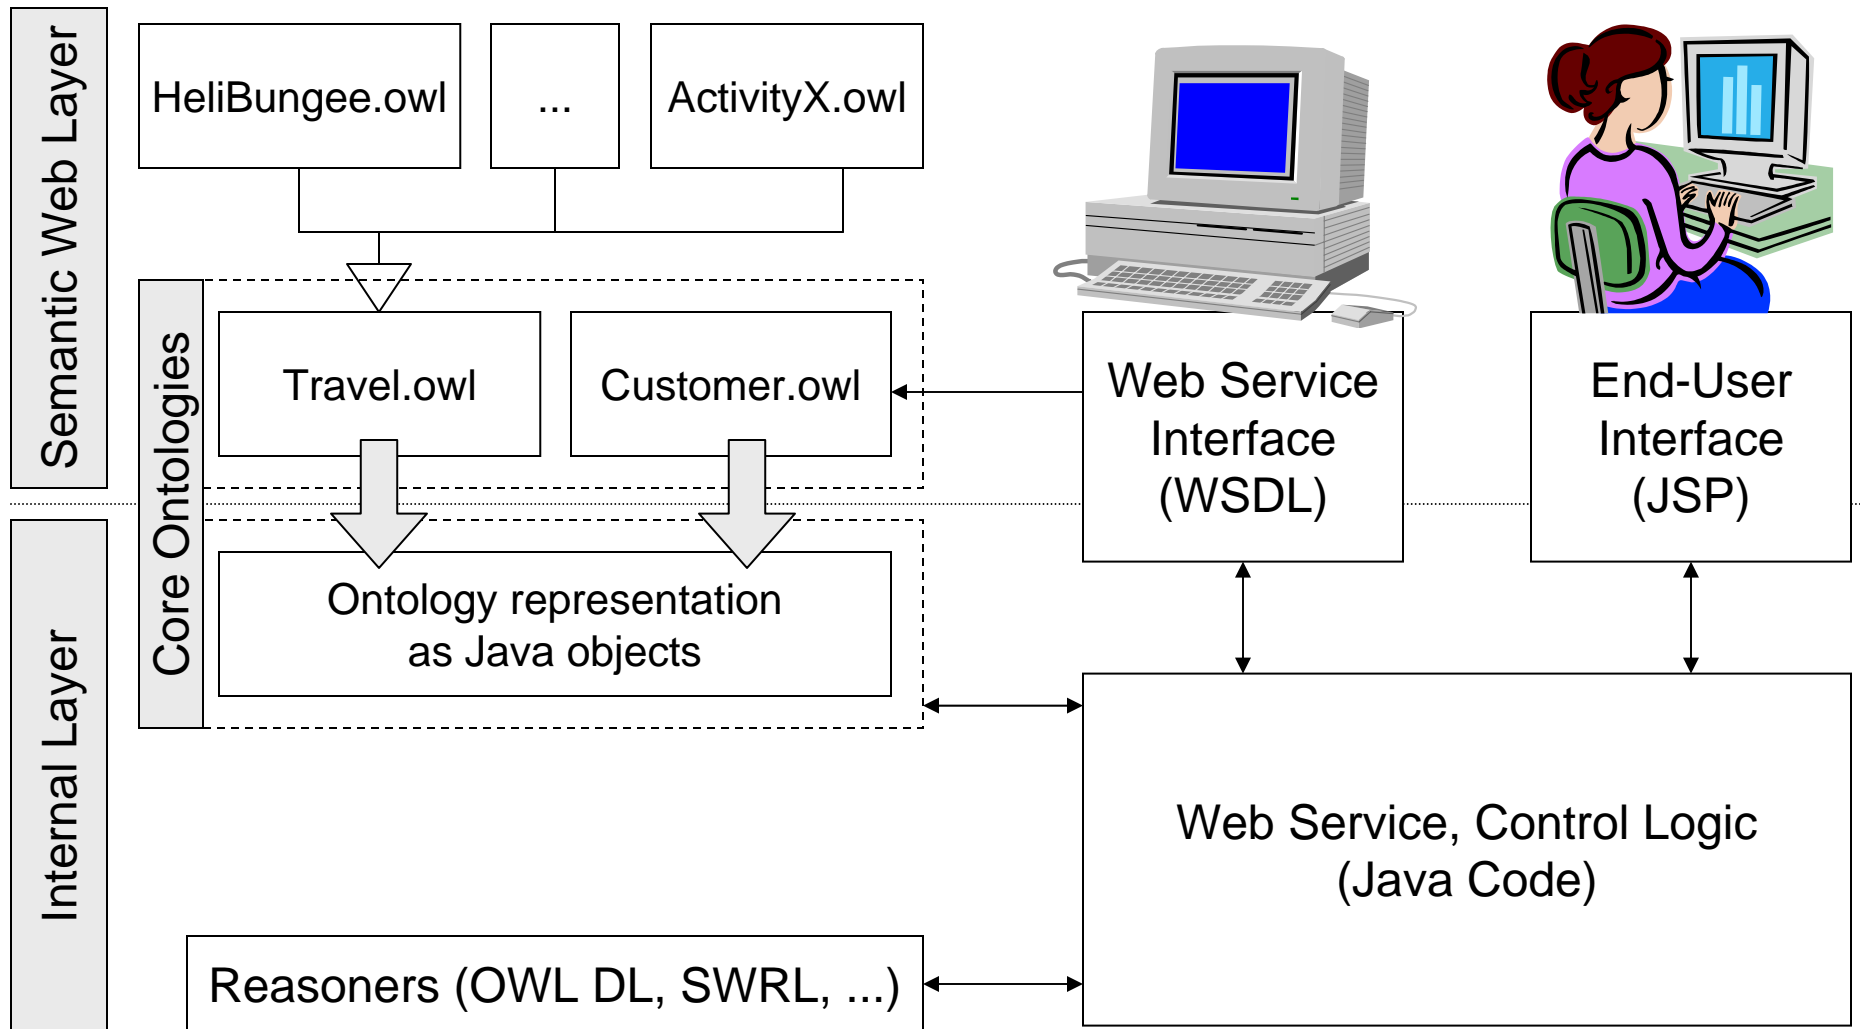 Semantic Web Layer
HeliBungee.owl
...
ActivityX.owl
Core Ontologies
Travel.owl
Customer.owl
Web Service
Interface
(WSDL)
End-User
Interface
(JSP)
Internal Layer
Ontology representation
as Java objects
Web Service, Control Logic
(Java Code)
Reasoners (OWL DL, SWRL, ...)